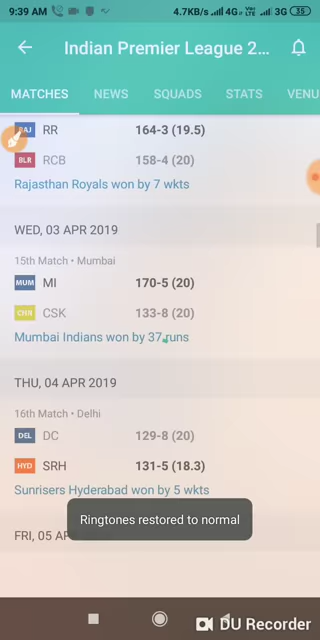 9:39 AM 4.7KB/s 4G VoLTE 3G 35
Indian Premier League 2...
MATCHES NEWS SQUADS STATS VENU
RAJ RR 164-3 (19.5)
BLR RCB 158-4 (20)
Rajasthan Royals won by 7 wkts
WED, 03 APR 2019
15th Match • Mumbai
MUM MI 170-5 (20)
CHN CSK 133-8 (20)
Mumbai Indians won by 37 runs
THU, 04 APR 2019
16th Match • Delhi
DEL DC 129-8 (20)
HYD SRH 131-5 (18.3)
Sunrisers Hyderabad won by 5 wkts
Ringtones restored to normal
FRI, 05 AP
DU Recorder